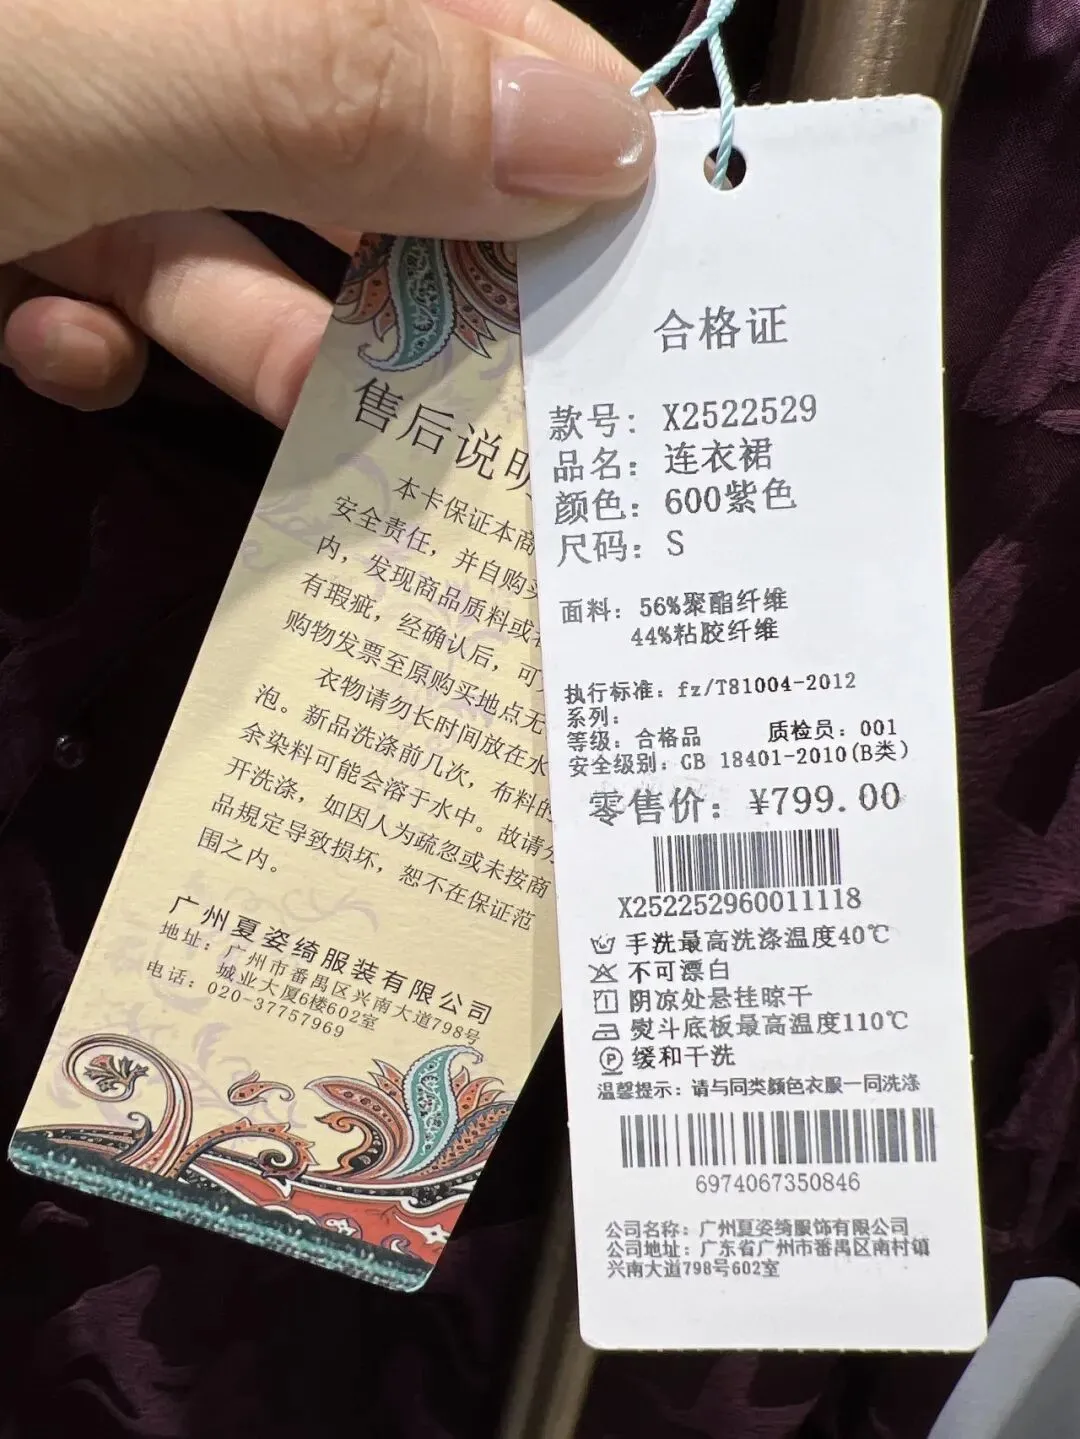 售后说明
本卡保证本商
安全责任，并自购买
内，发现商品质料或
有瑕疵，经确认后，可
购物发票至原购买地点无
衣物请勿长时间放在水
泡。新品洗涤前几次，布料的
余染料可能会溶于水中。故请分
开洗涤，如因人为疏忽或未按商
品規定导致损坏，恕不在保证范
围之内。
广州夏姿绮服装有限公司
地址：广州市番禺区兴南大道798号
城业大厦6楼602室
电话：020-37757969
合格证
款号：X2522529
品名：连衣裙
颜色：600紫色
尺码：S
面料：56%聚酯纤维
44%粘胶纤维
执行标准：fz/T81004-2012
系列：
等级：合格品 质检员：001
安全级别：GB 18401-2010(B类)
零售价：¥799.00
X252252960011118
手洗最高洗涤温度40℃
不可漂白
阴凉处悬挂晾干
熨斗底板最高温度110℃
P 缓和干洗
温馨提示：请与同类颜色衣服一同洗涤
6974067350846
公司名称：广州夏姿绮服饰有限公司
公司地址：广东省广州市番禺区南村镇
兴南大道798号602室